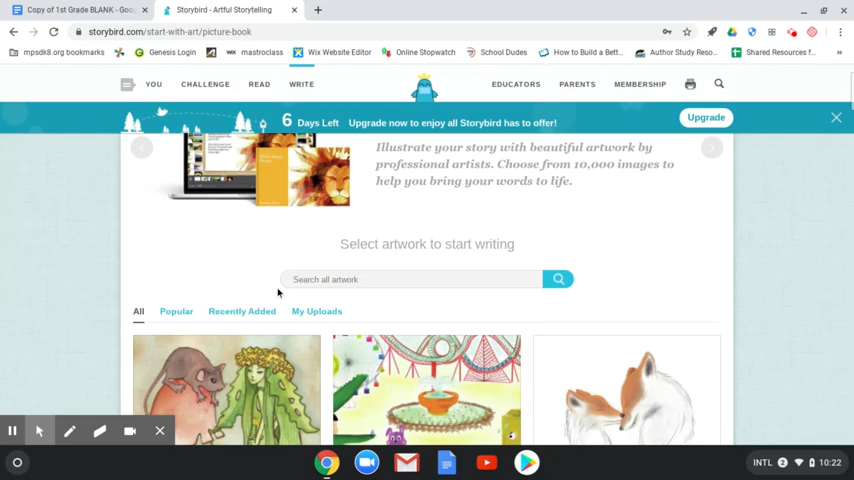 Copy of 1st Grade BLANK - Goo
Storybird - Artful Storytelling
storybird.com/start-with-art/picture-book
mpsdk8.org bookmarks
Genesis Login
mastroclass
Wix Website Editor
Online Stopwatch
School Dudes
How to Build a Bett...
Author Study Reso...
Shared Resources f...
YOU
CHALLENGE
READ
WRITE
EDUCATORS
PARENTS
MEMBERSHIP
6 Days Left Upgrade now to enjoy all Storybird has to offer!
Upgrade
Illustrate your story with beautiful artwork by
professional artists. Choose from 10,000 images to
help you bring your words to life.
Select artwork to start writing
Search all artwork
All
Popular
Recently Added
My Uploads
INTL
2
10:22